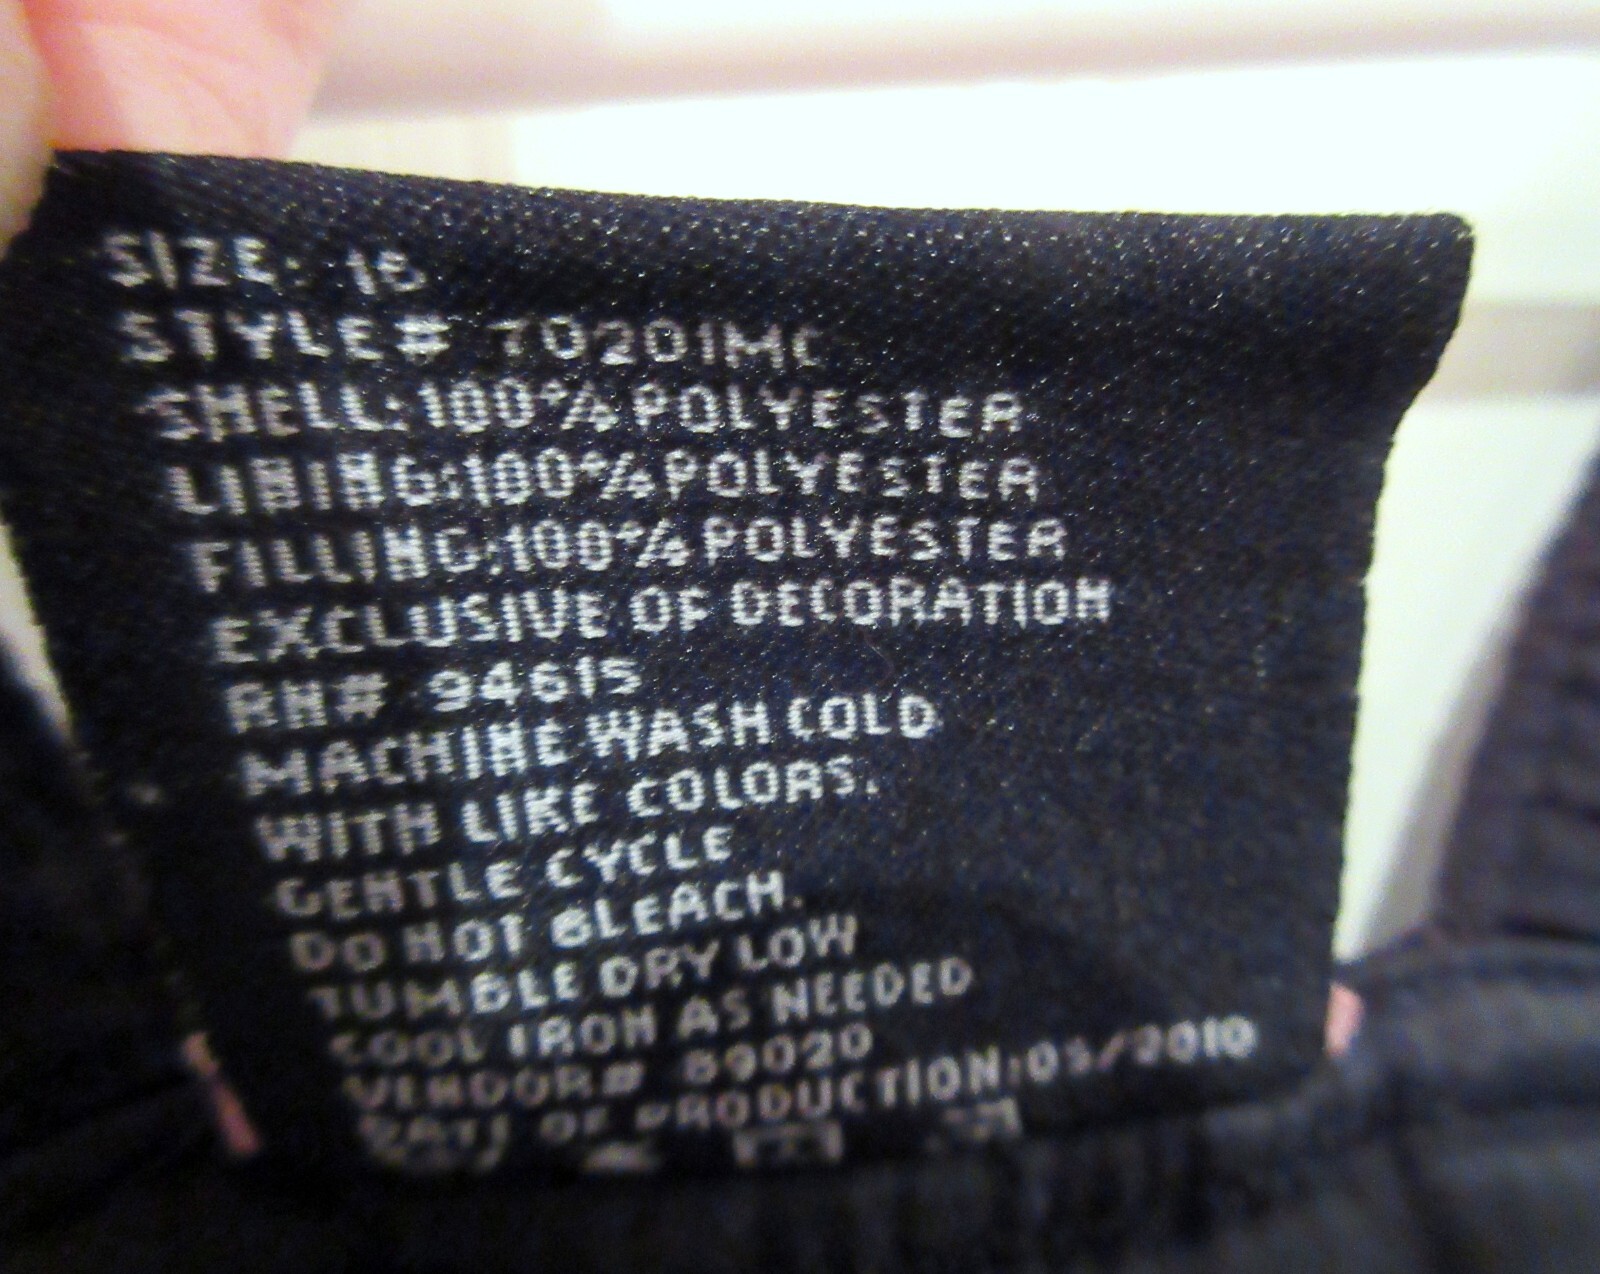 SIZE: 16
STYLE# 70201MC
SHELL:100% POLYESTER
LINING:100% POLYESTER
FILLING:100% POLYESTER
EXCLUSIVE OF DECORATION
RN# 94615
MACHINE WASH COLD
WITH LIKE COLORS.
GENTLE CYCLE
DO NOT BLEACH.
TUMBLE DRY LOW
COOL IRON AS NEEDED
VENDOR# 89020
DATE OF PRODUCTION:05/2010